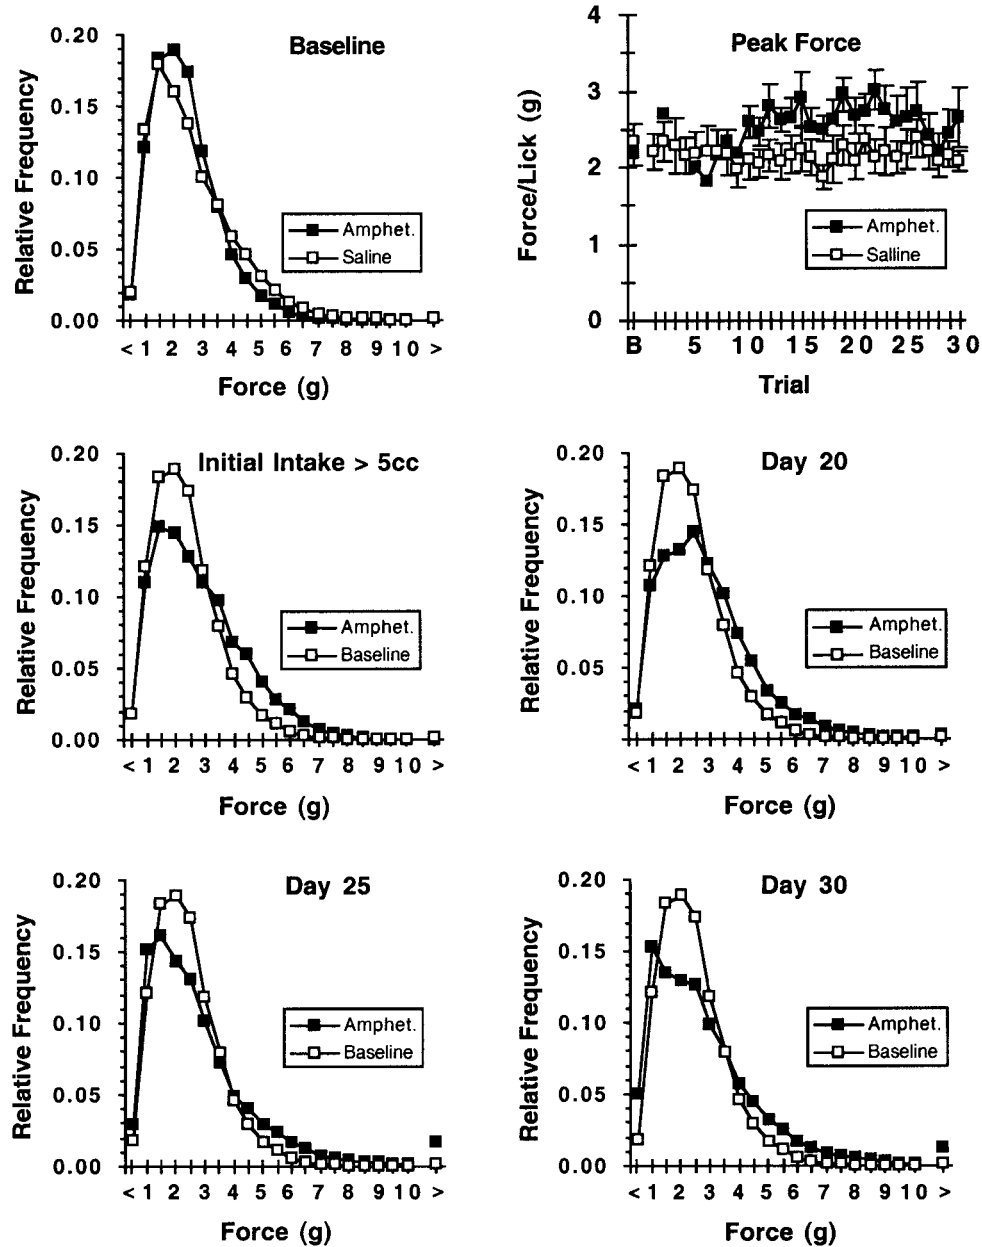 Baseline
Relative Frequency
0.20
0.15
0.10
0.05
0.00
Amphet.
Saline
< 1 2 3 4 5 6 7 8 9 10 >
Force (g)
Peak Force
Force/Lick (g)
4
3
2
1
0
Amphet.
Salline
B 5 10 15 20 25 30
Trial
Initial Intake > 5cc
Relative Frequency
0.20
0.15
0.10
0.05
0.00
Amphet.
Baseline
< 1 2 3 4 5 6 7 8 9 10 >
Force (g)
Day 20
Relative Frequency
0.20
0.15
0.10
0.05
Amphet.
Baseline
< 1 2 3 4 5 6 7 8 9 10 >
Force (g)
Day 25
Relative Frequency
0.20
0.15
0.10
0.05
0.00
Amphet.
Baseline
< 1 2 3 4 5 6 7 8 9 10 >
Force (g)
Day 30
Relative Frequency
0.20
0.15
0.10
0.05
0.00
Amphet.
Baseline
< 1 2 3 4 5 6 7 8 9 10 >
Force (g)